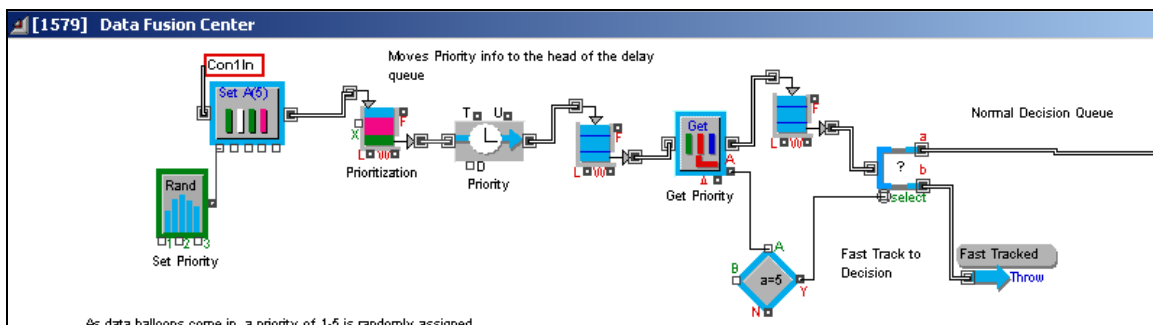 [1579] Data Fusion Center
Con1In
Moves Priority info to the head of the delay
queue
Set A(5)
X
F
L W
Prioritization
T U
D
Priority
F
L W
Get
A
A
Get Priority
F
L W
Normal Decision Queue
a
?
b
select
Rand
1 2 3
Set Priority
A
B
a=5
Y
N
Fast Track to
Decision
Fast Tracked
Throw
As data balloons come in, a priority of 1-5 is randomly assigned